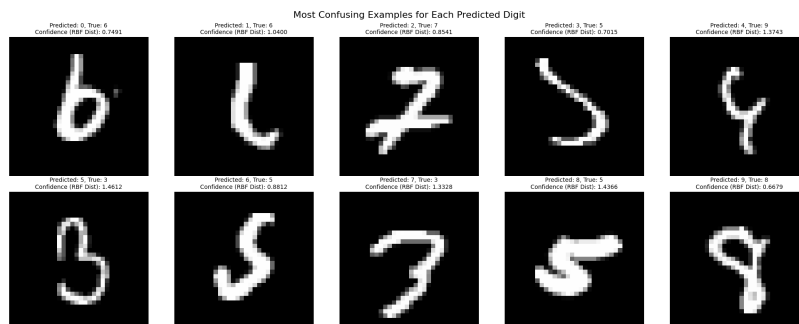 Most Confusing Examples for Each Predicted Digit
Predicted: 0, True: 6
Confidence (RBF Dist): 0.7491
Predicted: 1, True: 6
Confidence (RBF Dist): 1.0400
Predicted: 2, True: 7
Confidence (RBF Dist): 0.8541
Predicted: 3, True: 5
Confidence (RBF Dist): 0.7015
Predicted: 4, True: 9
Confidence (RBF Dist): 1.3743
Predicted: 5, True: 3
Confidence (RBF Dist): 1.4612
Predicted: 6, True: 5
Confidence (RBF Dist): 0.8812
Predicted: 7, True: 3
Confidence (RBF Dist): 1.3328
Predicted: 8, True: 5
Confidence (RBF Dist): 1.4366
Predicted: 9, True: 8
Confidence (RBF Dist): 0.6679